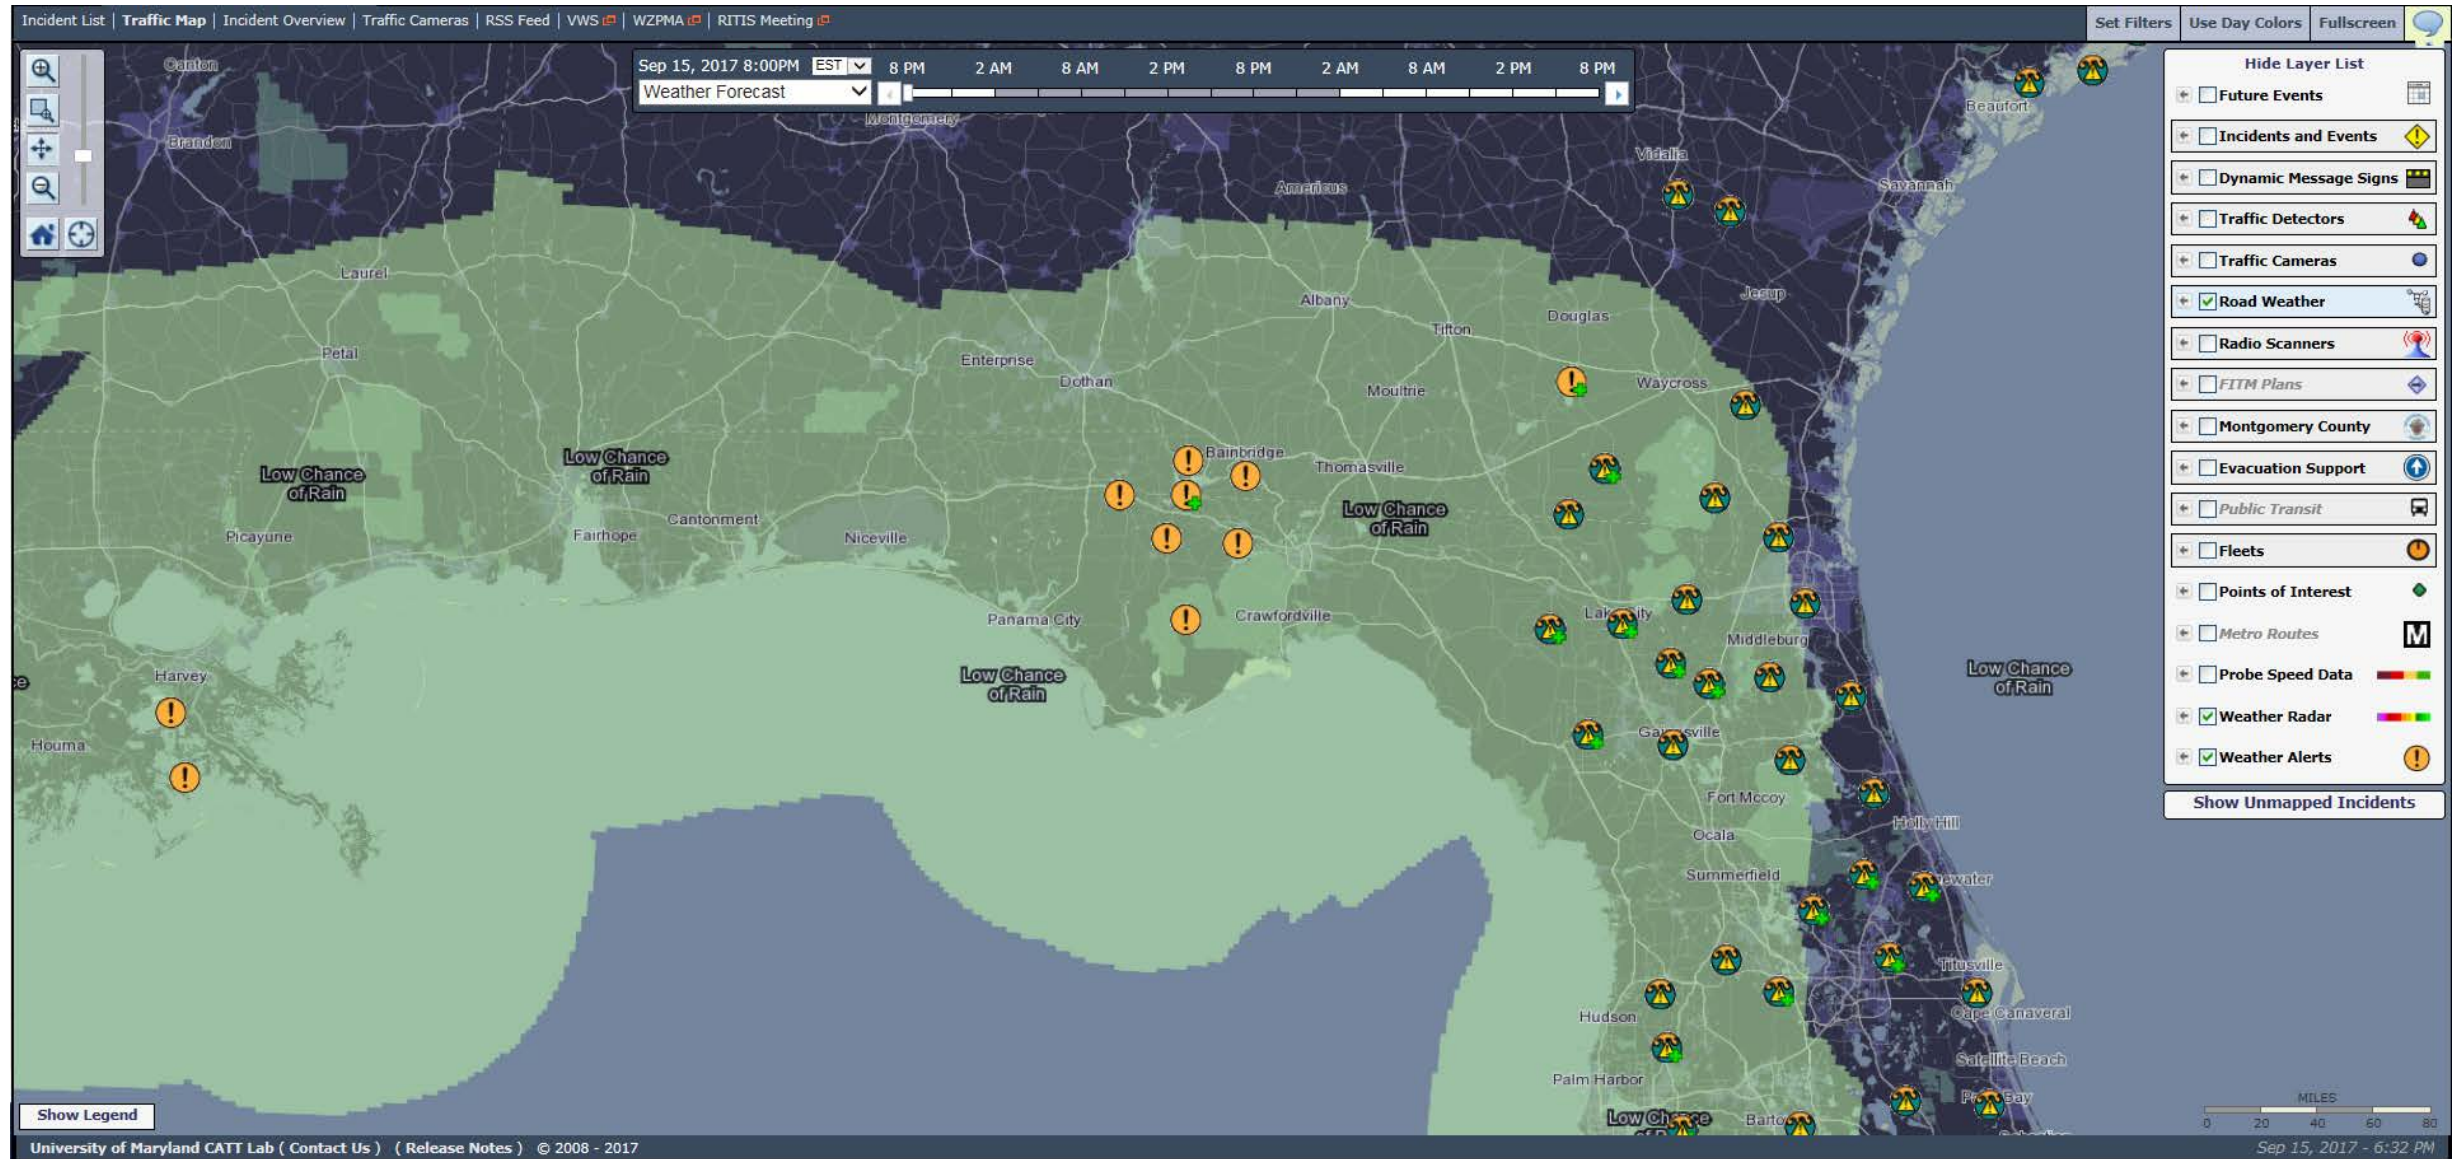 Incident List | Traffic Map | Incident Overview | Traffic Cameras | RSS Feed | VWS | WZPMA | RITIS Meeting
Set Filters
Use Day Colors
Fullscreen
Sep 15, 2017 8:00PM EST
8 PM 2 AM 8 AM 2 PM 8 PM 2 AM 8 AM 2 PM 8 PM
Weather Forecast
Hide Layer List
Future Events
Incidents and Events
Dynamic Message Signs
Traffic Detectors
Traffic Cameras
Road Weather
Radio Scanners
FITM Plans
Montgomery County
Evacuation Support
Public Transit
Fleets
Points of Interest
Metro Routes
M
Probe Speed Data
Weather Radar
Weather Alerts
Show Unmapped Incidents
Canton
Brandon
Montgomery
Americus
Vidalia
Savannah
Beaufort
Laurel
Albany
Jesup
Douglas
Tifton
Petal
Enterprise
Dothan
Moultrie
Waycross
Bainbridge
Thomasville
Low Chance
of Rain
Low Chance
of Rain
Low Chance
of Rain
Cantonment
Picayune
Fairhope
Niceville
Panama City
Crawfordville
Middleburg
Low Chance
of Rain
Low Chance
of Rain
Harvey
Houma
Fort Mccoy
Ocala
Holly Hill
Summerfield
Titusville
Hudson
Cape Canaveral
Satellite Beach
Palm Harbor
Bay
Low Chance
MILES
0 20 40 60 80
Show Legend
University of Maryland CATT Lab ( Contact Us ) ( Release Notes ) © 2008 - 2017
Sep 15, 2017 - 6:32 PM